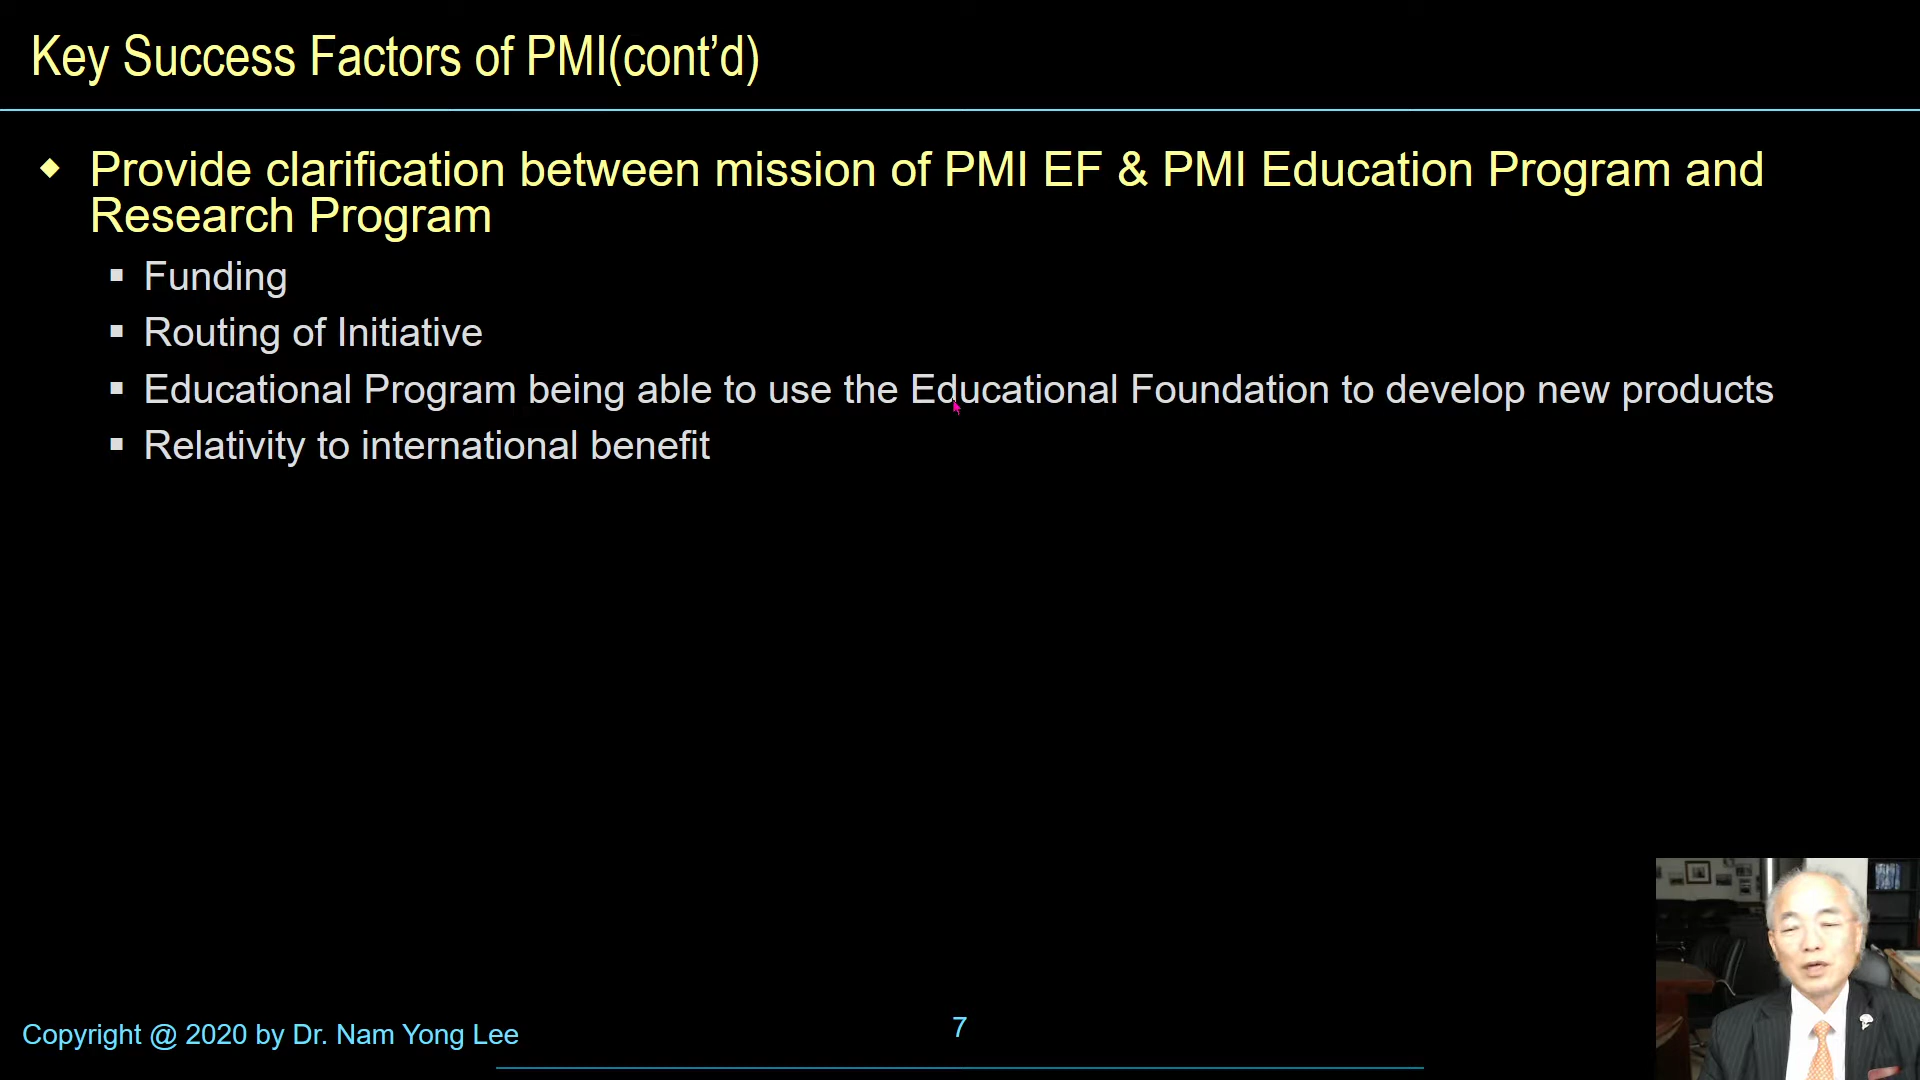 Key Success Factors of PMI(cont’d)
Provide clarification between mission of PMI EF & PMI Education Program and
Research Program
Funding
Routing of Initiative
Educational Program being able to use the Educational Foundation to develop new products
Relativity to international benefit
Copyright @ 2020 by Dr. Nam Yong Lee
7